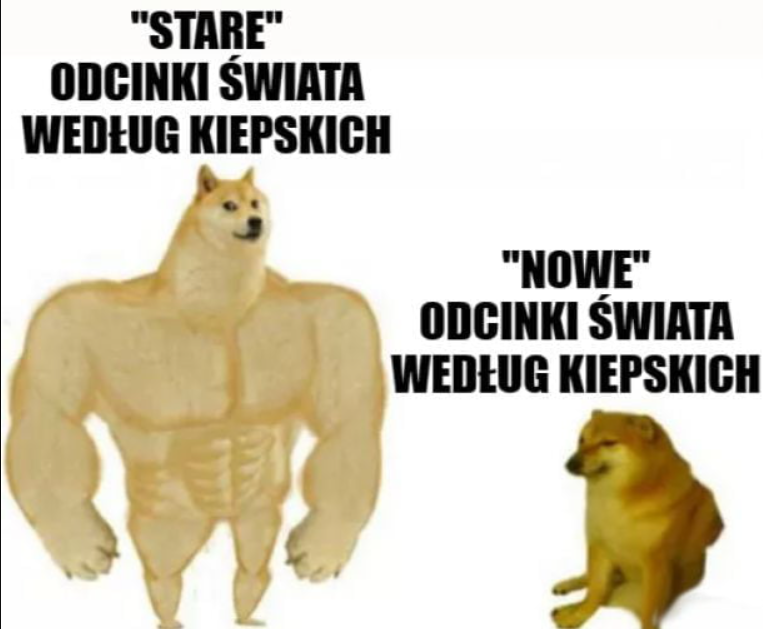 "STARE"
ODCINKI ŚWIATA
WEDŁUG KIEPSKICH
"NOWE"
ODCINKI ŚWIATA
WEDŁUG KIEPSKICH